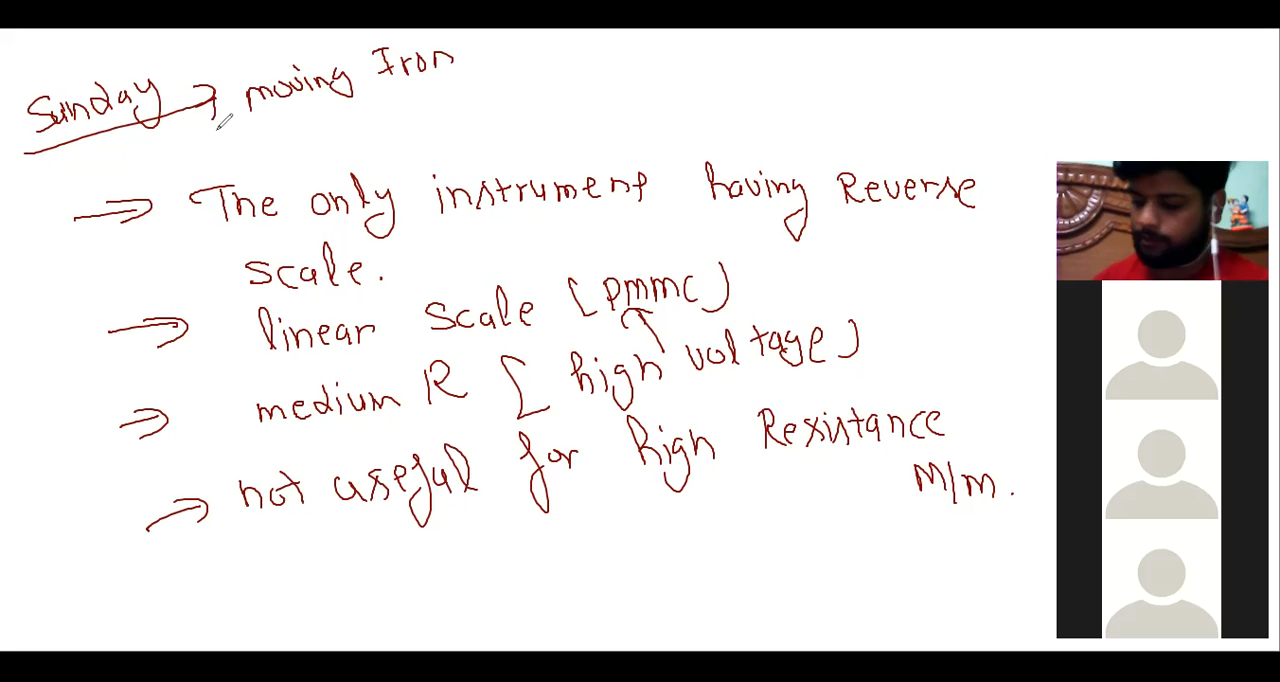 Sunday → moving Iron
→ The only instrument having Reverse
scale.
→ linear scale (PMMC)
→ medium R [ high voltage)
→ not useful for high Rexistance
M/m.